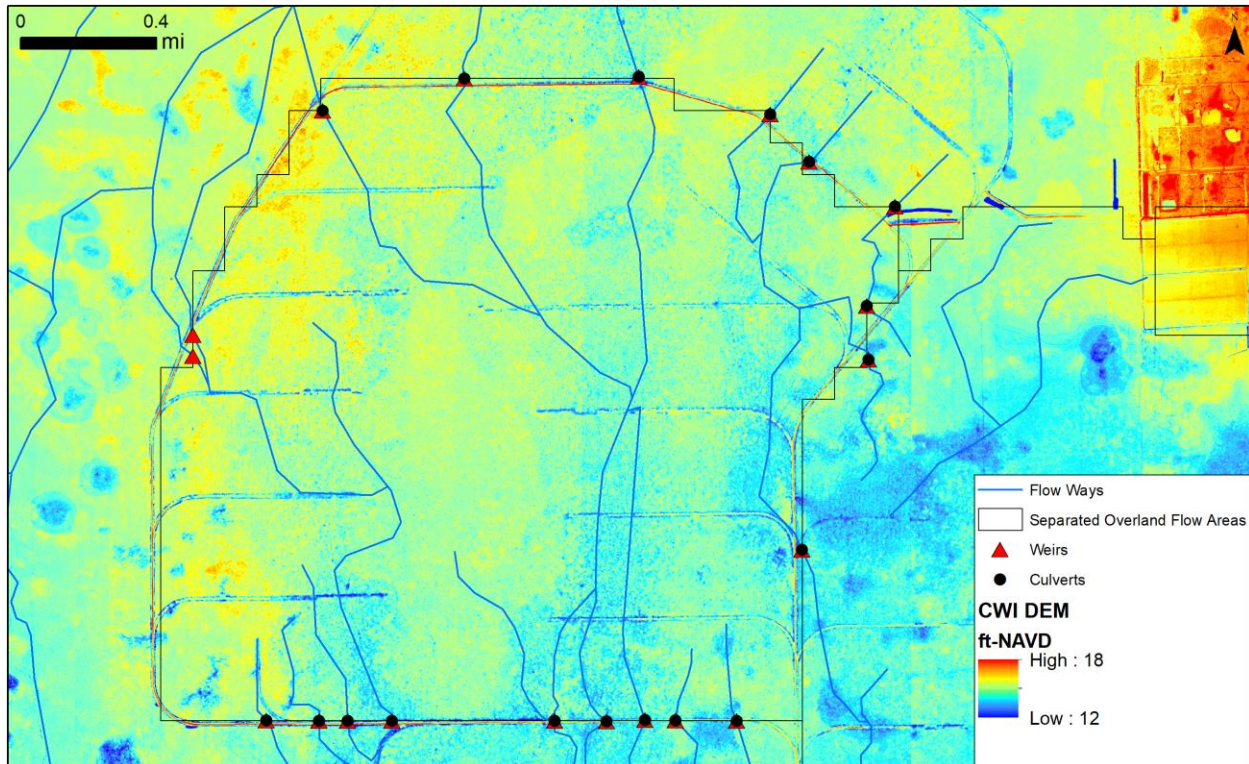 0 0.4
mi
N
Flow Ways
Separated Overland Flow Areas
Weirs
Culverts
CWI DEM
ft-NAVD
High : 18
Low : 12